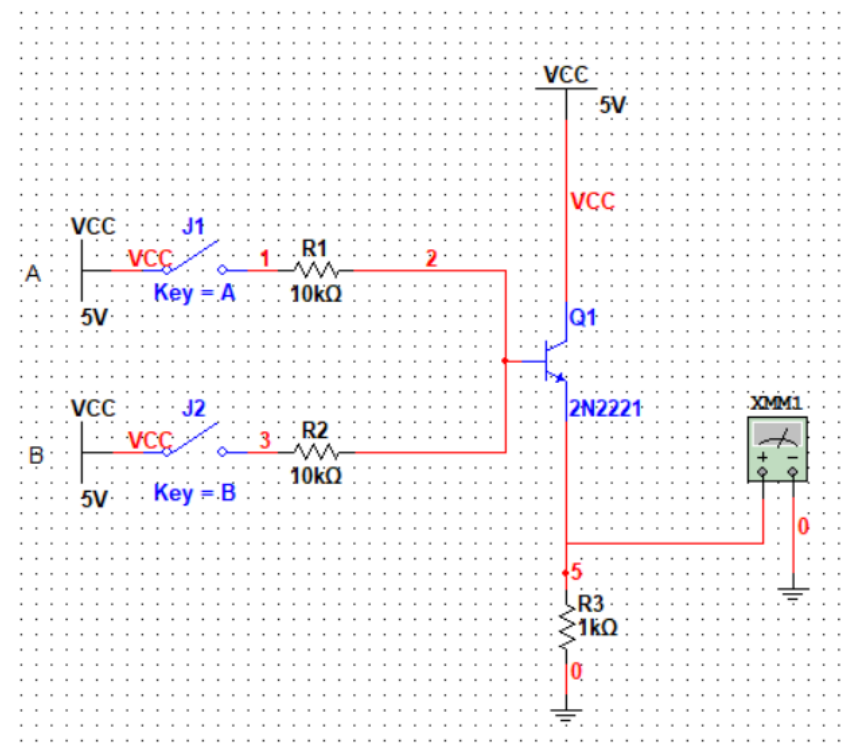 VCC
5V
VCC
VCC
J1
A
VCC
1
R1
2
Key = A
10kΩ
5V
Q1
VCC
J2
2N2221
XMM1
B
VCC
3
R2
+ −
Key = B
10kΩ
5V
0
5
R3
1kΩ
0